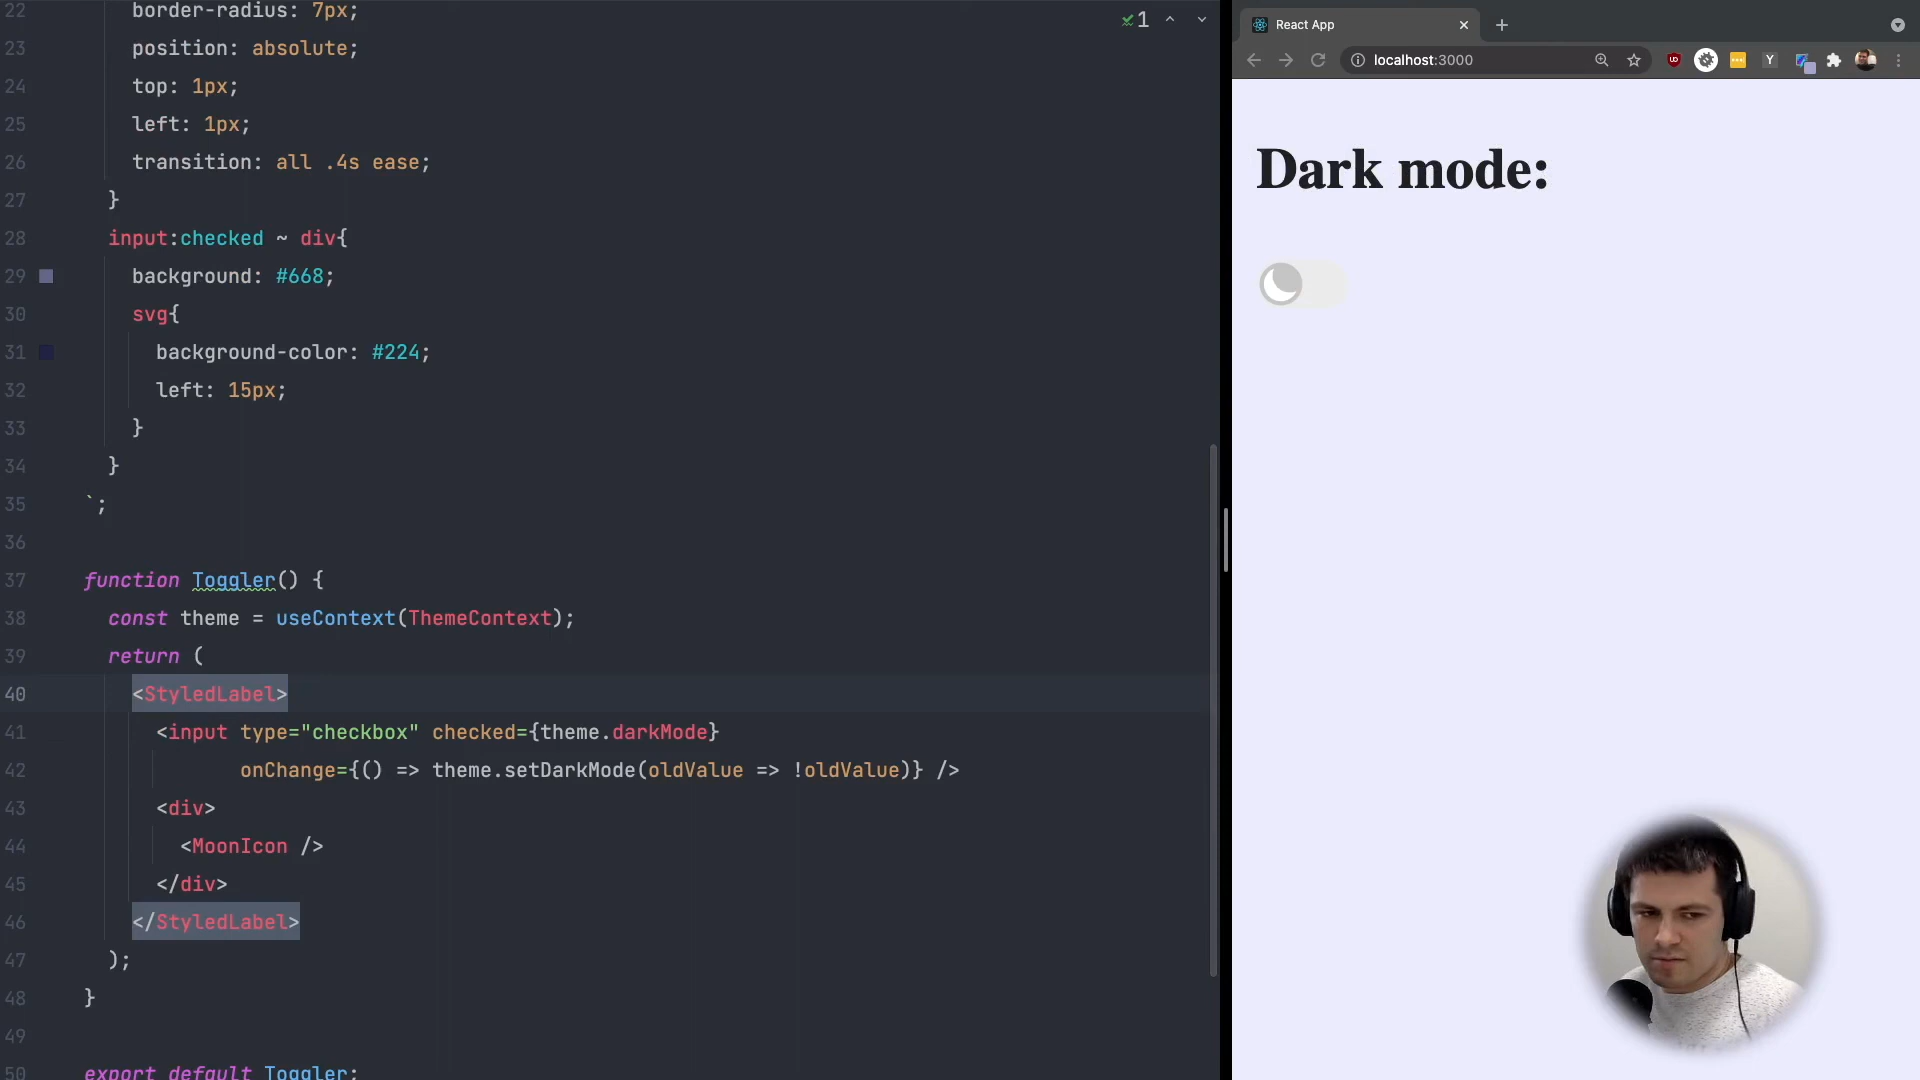 22 border-radius: 7px;
23 position: absolute;
24 top: 1px;
25 left: 1px;
26 transition: all .4s ease;
27 }
28 input:checked ~ div{
29 background: #668;
30 svg{
31 background-color: #224;
32 left: 15px;
33 }
34 }
35 `;
36
37 function Toggler() {
38 const theme = useContext(ThemeContext);
39 return (
40 <StyledLabel>
41 <input type="checkbox" checked={theme.darkMode}
42 onChange={() => theme.setDarkMode(oldValue => !oldValue)} />
43 <div>
44 <MoonIcon />
45 </div>
46 </StyledLabel>
47 );
48 }
49
50 export default Toggler;
1
React App
localhost:3000
Y
Dark mode: